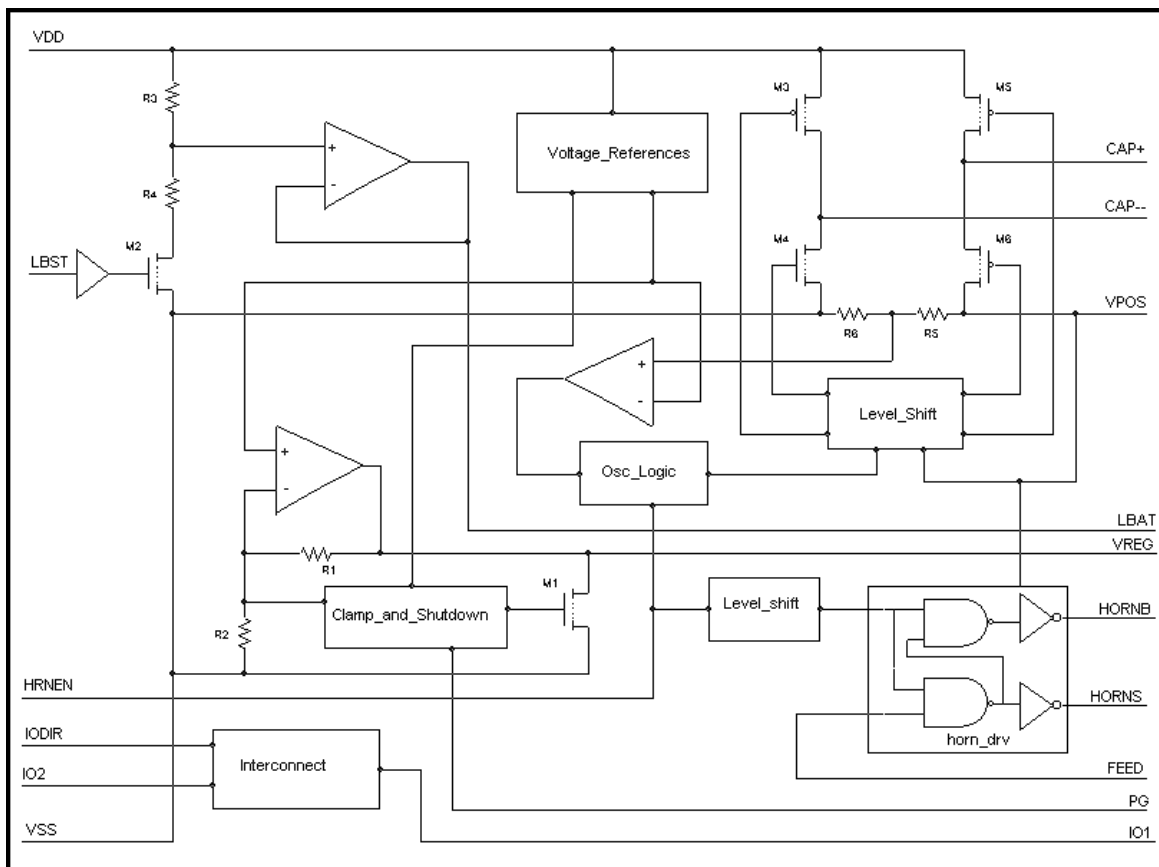 VDD
R3
M3
M5
+
Voltage_References
CAP+
-
R4
CAP--
M2
M4
M6
LBST
VPOS
R6
R5
+
-
Level_Shift
+
Osc_Logic
-
LBAT
VREG
R1
M1
Clamp_and_Shutdown
Level_shift
HORNB
R2
HRNEN
HORNS
IODIR
horn_drv
Interconnect
IO2
FEED
PG
VSS
IO1